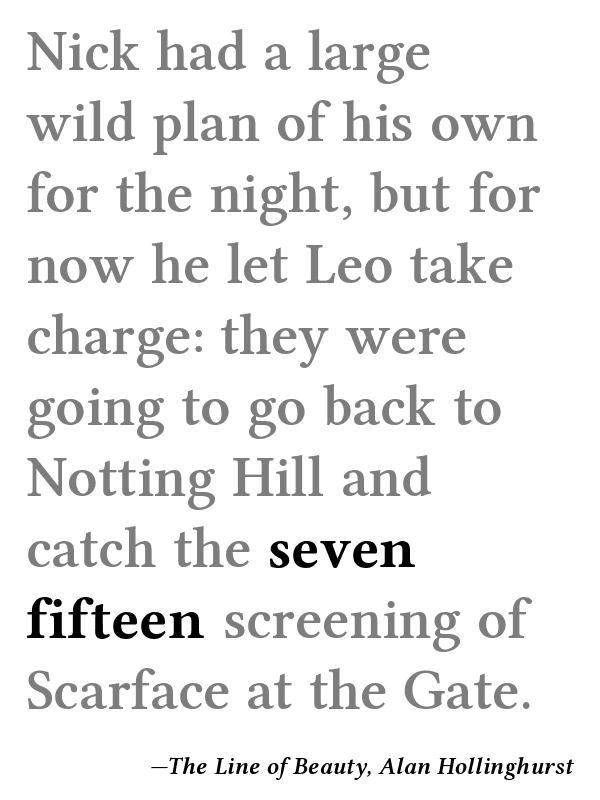 Nick had a large
wild plan of his own
for the night, but for
now he let Leo take
charge: they were
going to go back to
Notting Hill and
catch the seven
fifteen screening of
Scarface at the Gate.
—The Line of Beauty, Alan Hollinghurst